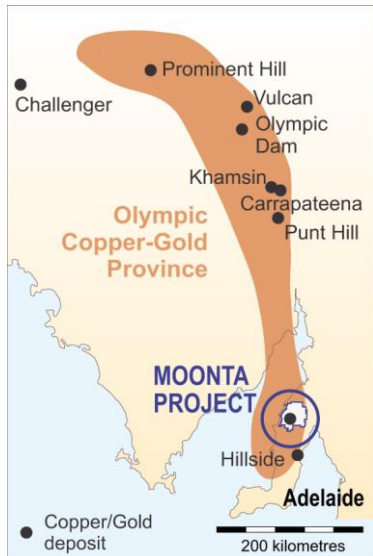 Prominent Hill
Challenger
Vulcan
Olympic
Dam
Khamsin
Carrapateena
Punt Hill
Olympic
Copper-Gold
Province
MOONTA
PROJECT
Hillside
Adelaide
Copper/Gold
deposit
200 kilometres